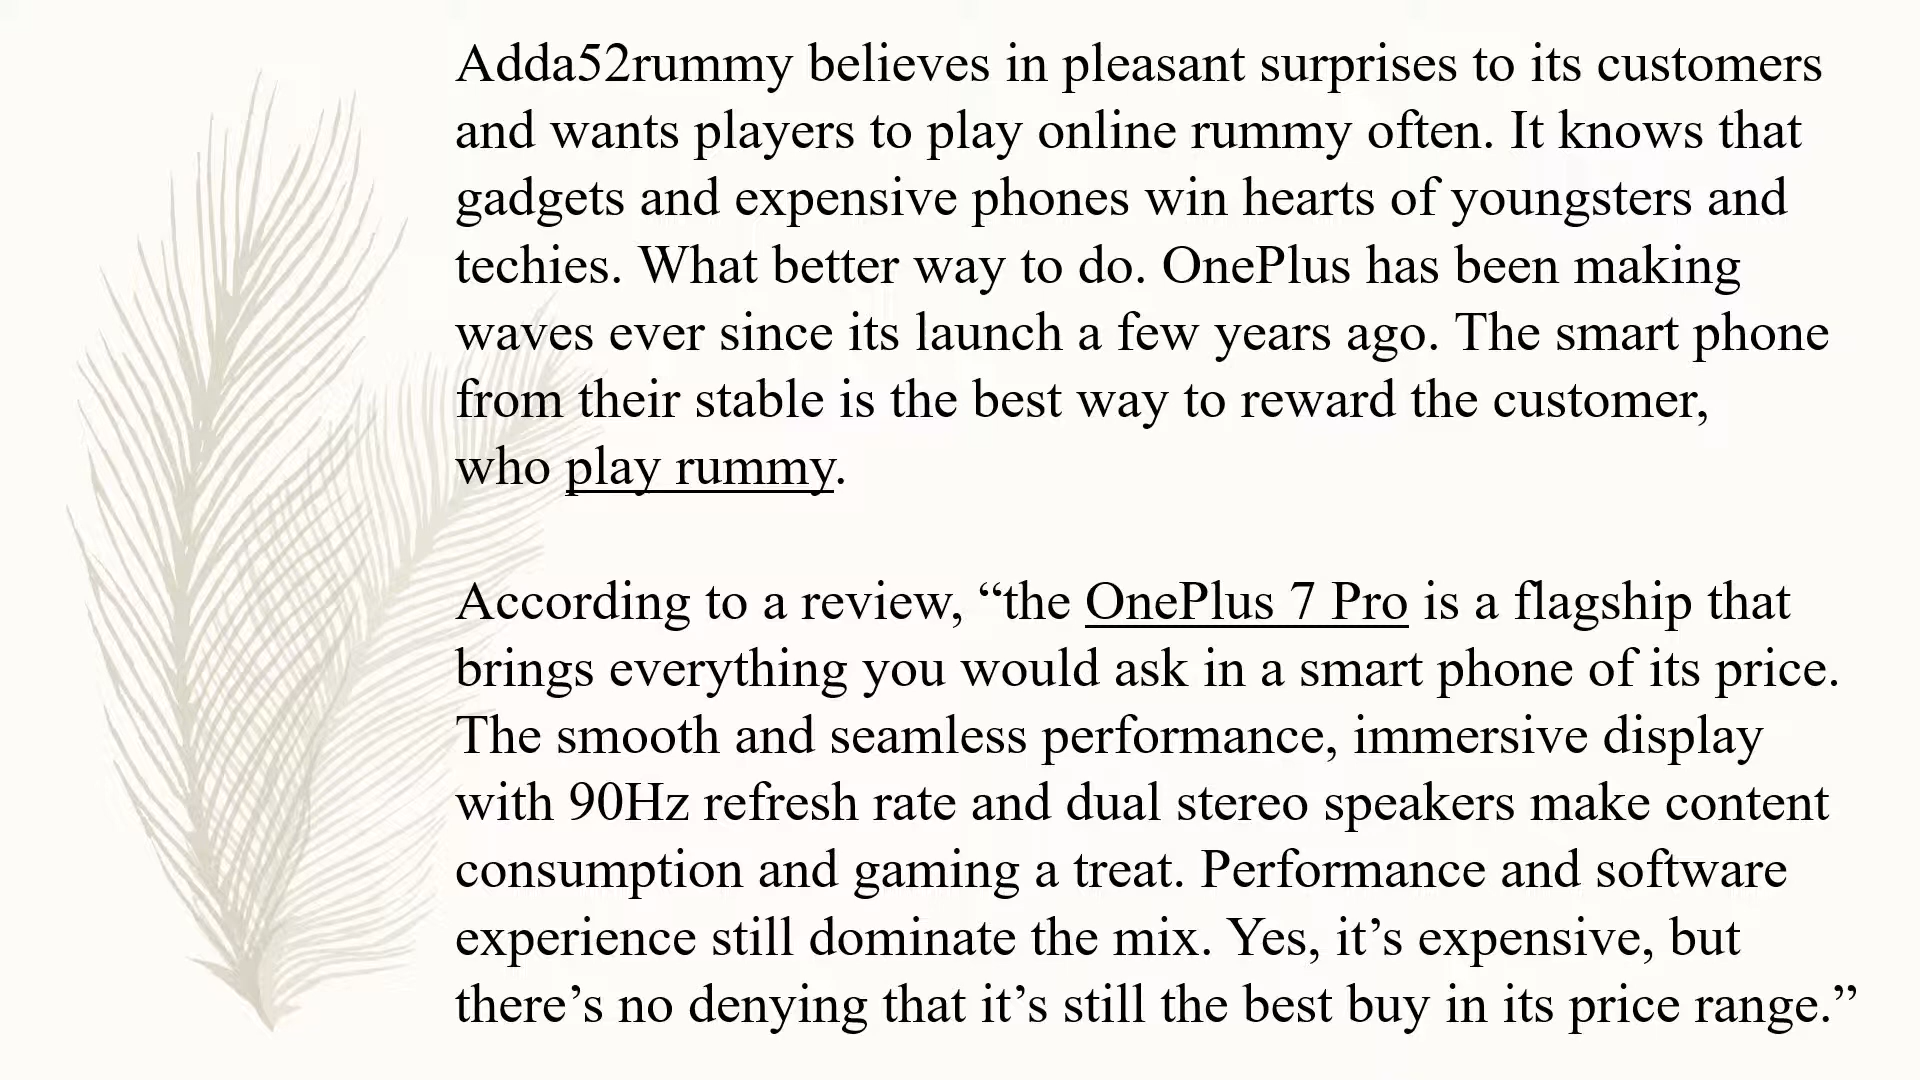 Adda52rummy believes in pleasant surprises to its customers
and wants players to play online rummy often. It knows that
gadgets and expensive phones win hearts of youngsters and
techies. What better way to do. OnePlus has been making
waves ever since its launch a few years ago. The smart phone
from their stable is the best way to reward the customer,
who play rummy.
According to a review, “the OnePlus 7 Pro is a flagship that
brings everything you would ask in a smart phone of its price.
The smooth and seamless performance, immersive display
with 90Hz refresh rate and dual stereo speakers make content
consumption and gaming a treat. Performance and software
experience still dominate the mix. Yes, it’s expensive, but
there’s no denying that it’s still the best buy in its price range.”